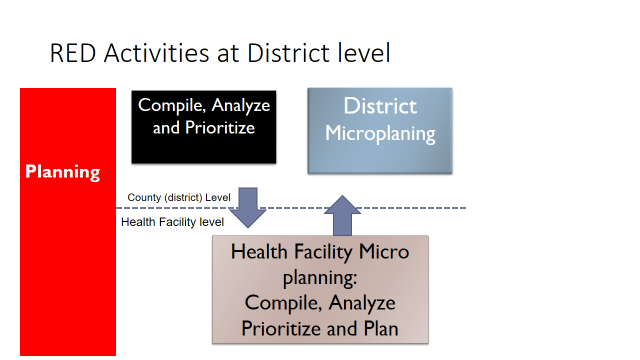 RED Activities at District level
Compile, Analyze
and Prioritize
District
Microplaning
Planning
County (district) Level
Health Facility level
Health Facility Micro
planning:
Compile, Analyze
Prioritize and Plan